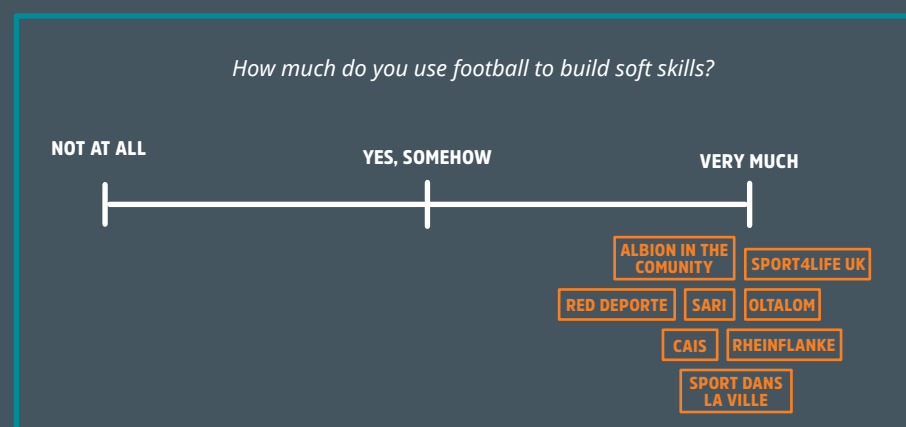 How much do you use football to build soft skills?
NOT AT ALL
YES, SOMEHOW
VERY MUCH
ALBION IN THE
COMUNITY
SPORT4LIFE UK
RED DEPORTE
SARI
OLTALOM
CAIS
RHEINFLANKE
SPORT DANS
LA VILLE